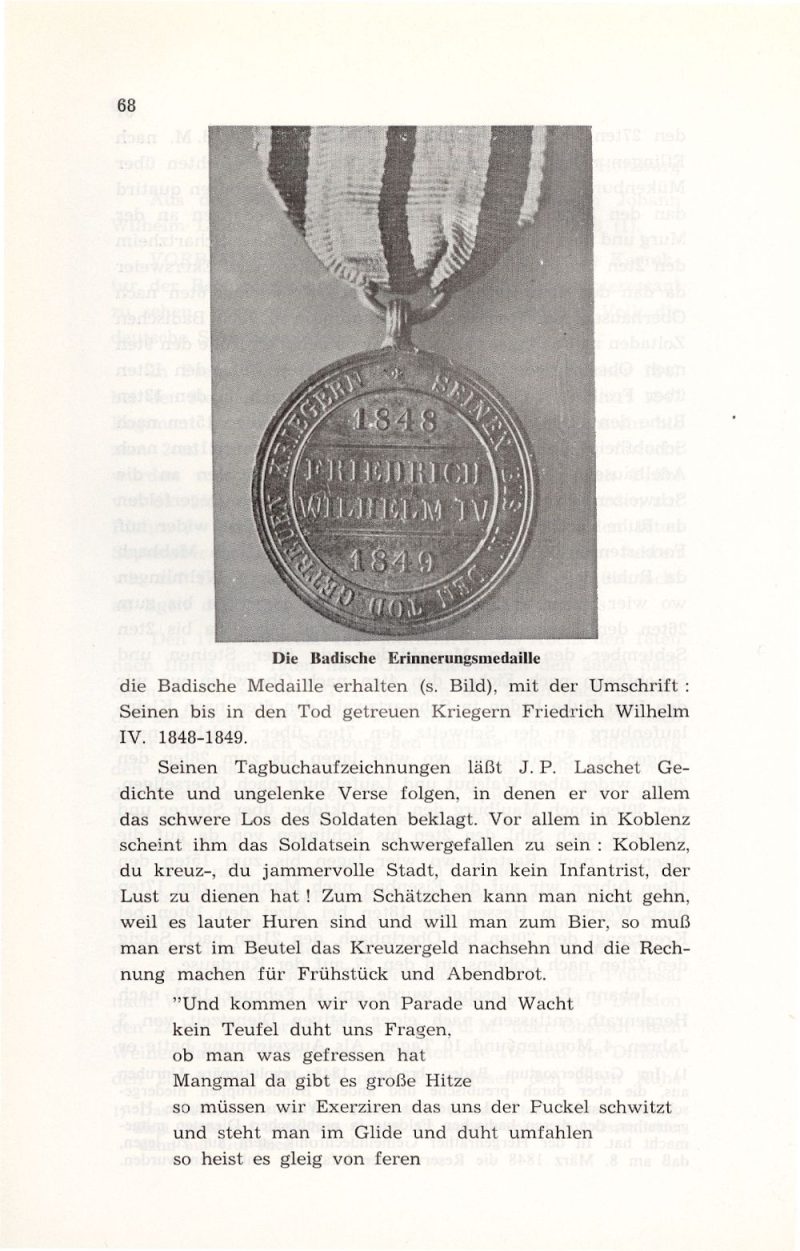 68
KRIEGERN * SEINEN BIS IN DEN TOD GETREUEN
1848
FRIEDRICH
WILHELM IV
1849
Die Badische Erinnerungsmedaille
die Badische Medaille erhalten (s. Bild), mit der Umschrift :
Seinen bis in den Tod getreuen Kriegern Friedrich Wilhelm
IV. 1848-1849.
Seinen Tagbuchaufzeichnungen läßt J. P. Laschet Ge-
dichte und ungelenke Verse folgen, in denen er vor allem
das schwere Los des Soldaten beklagt. Vor allem in Koblenz
scheint ihm das Soldatsein schwergefallen zu sein : Koblenz,
du kreuz-, du jammervolle Stadt, darin kein Infantrist, der
Lust zu dienen hat ! Zum Schätzchen kann man nicht gehn,
weil es lauter Huren sind und will man zum Bier, so muß
man erst im Beutel das Kreuzergeld nachsehn und die Rech-
nung machen für Frühstück und Abendbrot.
"Und kommen wir von Parade und Wacht
kein Teufel duht uns Fragen,
ob man was gefressen hat
Mangmal da gibt es große Hitze
so müssen wir Exerziren das uns der Puckel schwitzt
und steht man im Glide und duht umfahlen
so heist es gleig von feren